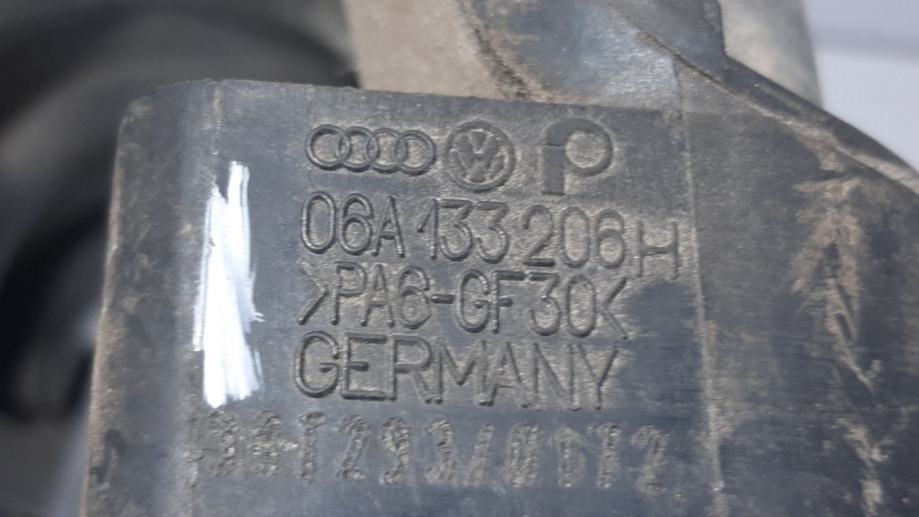 06A 133 206 H
>PA6-GF30<
GERMANY